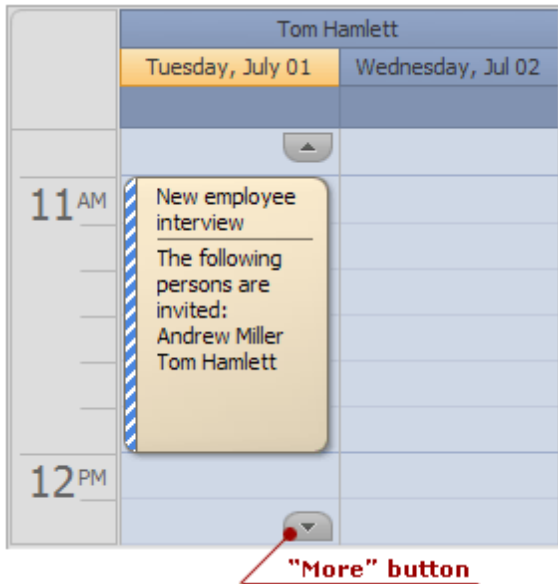 Tom Hamlett
Tuesday, July 01
Wednesday, Jul 02
11 AM
New employee
interview
The following
persons are
invited:
Andrew Miller
Tom Hamlett
12 PM
"More" button